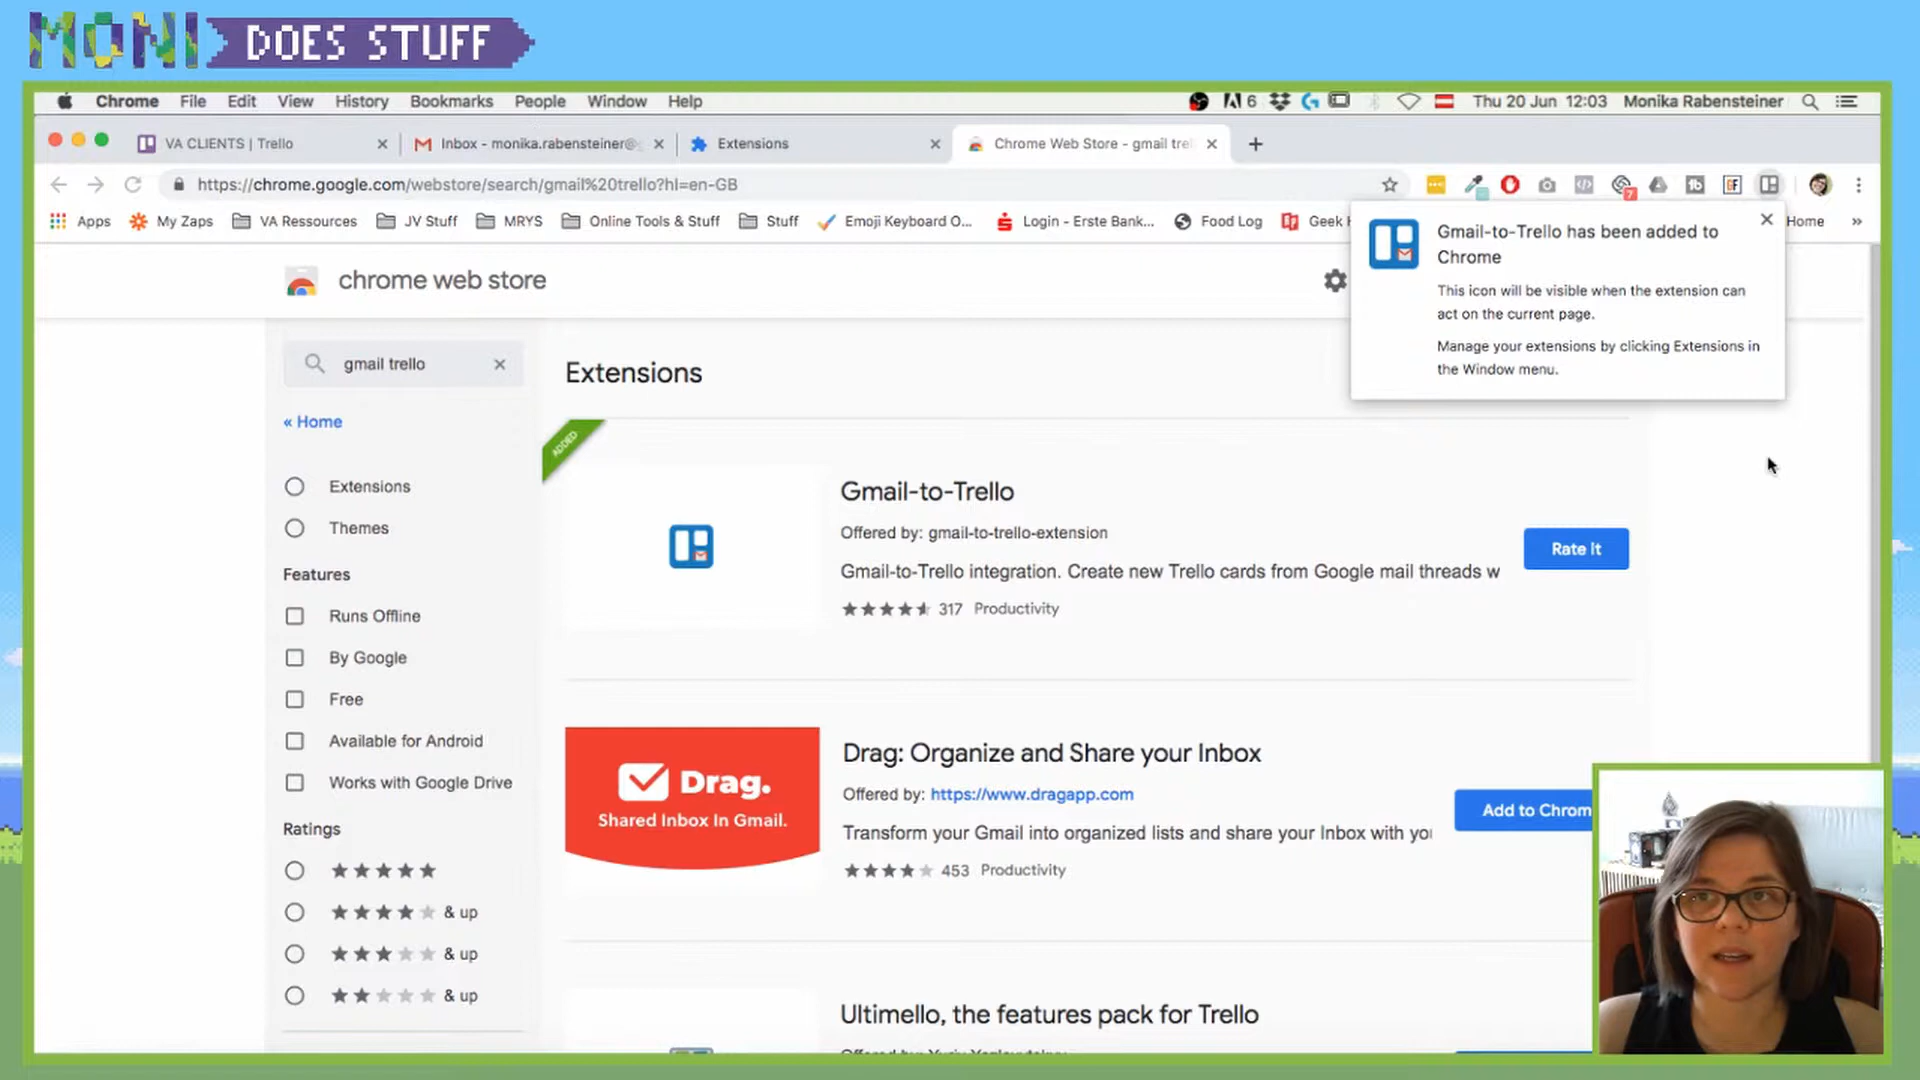 MONI DOES STUFF
Chrome File Edit View History Bookmarks People Window Help
6 Thu 20 Jun 12:03 Monika Rabensteiner
VA CLIENTS | Trello
Inbox - monika.rabensteiner@
Extensions
Chrome Web Store - gmail trel
https://chrome.google.com/webstore/search/gmail%20trello?hl=en-GB
7
Apps My Zaps VA Ressources JV Stuff MRYS Online Tools & Stuff Stuff Emoji Keyboard O... Login - Erste Bank... Food Log Geek Home »
Gmail-to-Trello has been added to
Chrome
This icon will be visible when the extension can
act on the current page.
Manage your extensions by clicking Extensions in
the Window menu.
chrome web store
gmail trello
« Home
Extensions
Themes
Features
Runs Offline
By Google
Free
Available for Android
Works with Google Drive
Ratings
& up
& up
& up
Extensions
ADDED
Gmail-to-Trello
Offered by: gmail-to-trello-extension
Gmail-to-Trello integration. Create new Trello cards from Google mail threads w
317 Productivity
Rate It
Drag.
Shared Inbox In Gmail.
Drag: Organize and Share your Inbox
Offered by: https://www.dragapp.com
Transform your Gmail into organized lists and share your Inbox with you
453 Productivity
Add to Chrom
Ultimello, the features pack for Trello
Offered by: